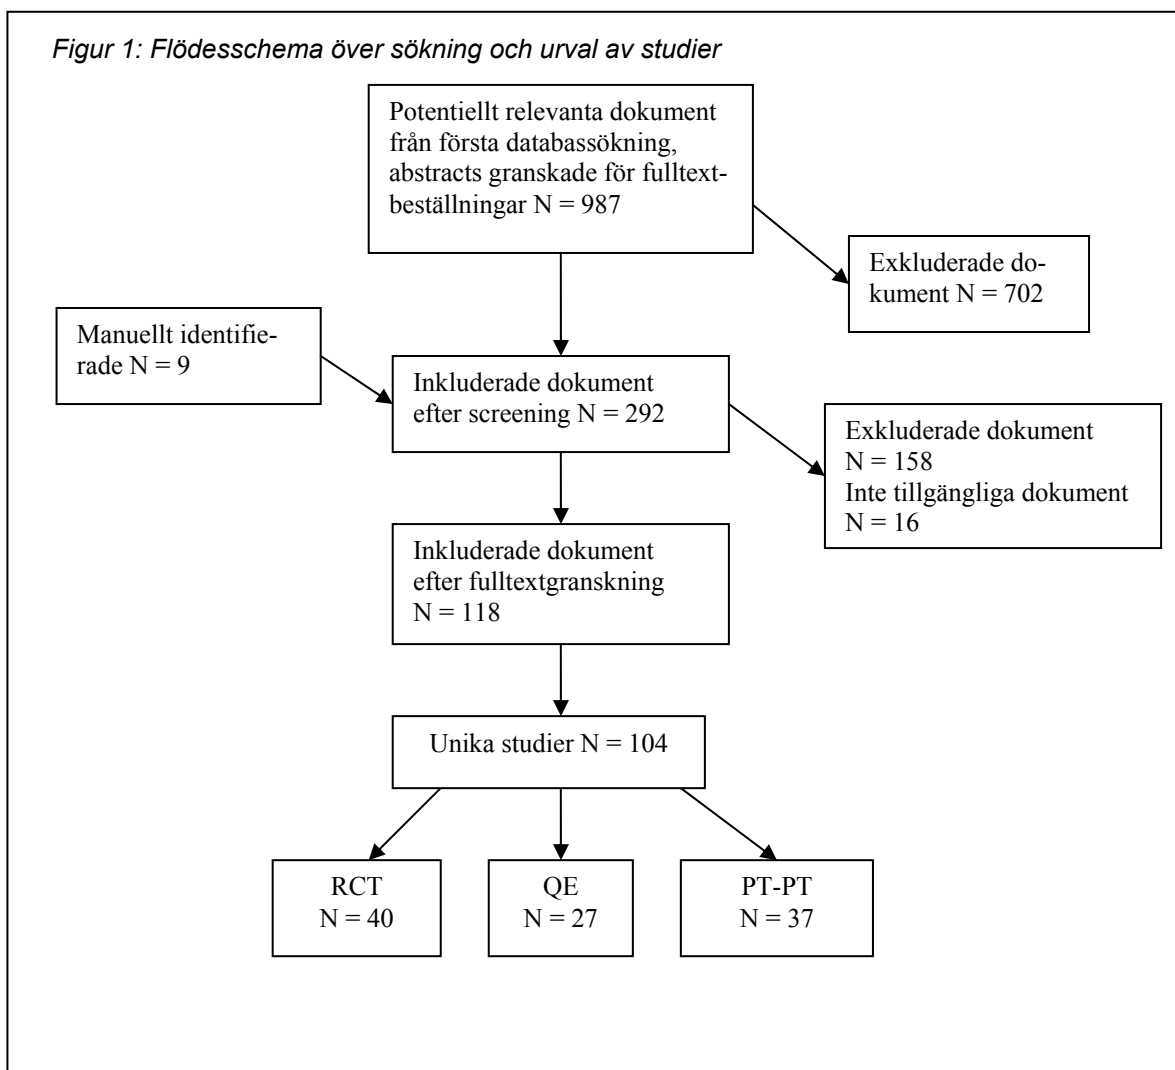 Figur 1: Flödesschema över sökning och urval av studier
Potentiellt relevanta dokument
från första databassökning,
abstracts granskade för fulltext-
beställningar N = 987
Exkluderade do-
kument N = 702
Manuellt identifie-
rade N = 9
Inkluderade dokument
efter screening N = 292
Exkluderade dokument
N = 158
Inte tillgängliga dokument
N = 16
Inkluderade dokument
efter fulltextgranskning
N = 118
Unika studier N = 104
RCT
N = 40
QE
N = 27
PT-PT
N = 37